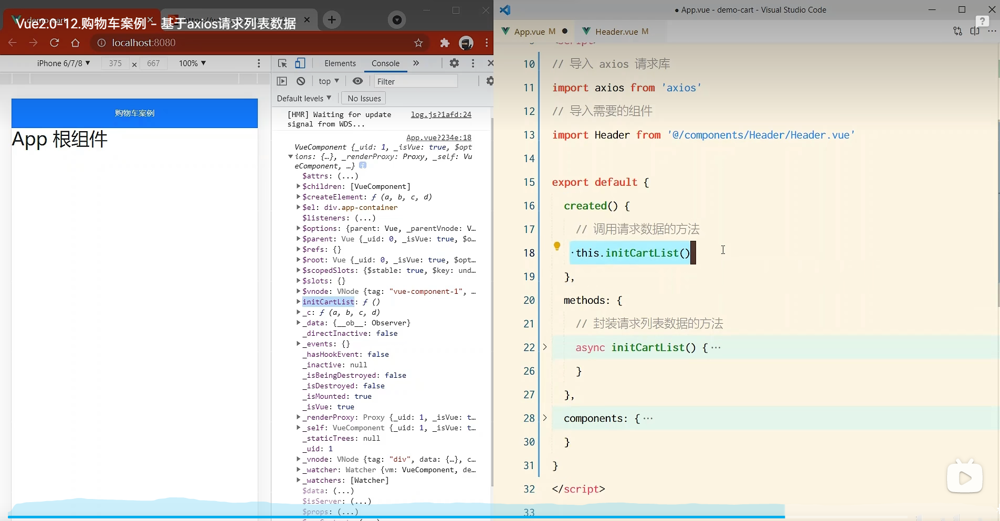 Vue2.0-12.购物车案例 – 基于axios请求列表数据
localhost:8080
iPhone 6/7/8 ▼ 375 × 667 100% ▼
购物车案例
App 根组件
Elements Console »
top ▼ Filter
Default levels ▼ No Issues
[HMR] Waiting for update log.js?1afd:24
signal from WDS...
App.vue?234e:18
VueComponent {_uid: 1, _isVue: true, $opt
ions: {…}, _renderProxy: Proxy, _self: Vu
eComponent, …}
$attrs: (...)
$children: [VueComponent]
$createElement: ƒ (a, b, c, d)
$el: div.app-container
$listeners: (...)
$options: {parent: Vue, _parentVnode: V…
$parent: Vue {_uid: 0, _isVue: true, $o…
$refs: {}
$root: Vue {_uid: 0, _isVue: true, $opt…
$scopedSlots: {$stable: true, $key: und…
$slots: {}
$vnode: VNode {tag: "vue-component-1", …
initCartList: ƒ ()
_c: ƒ (a, b, c, d)
_data: {__ob__: Observer}
_directInactive: false
_events: {}
_hasHookEvent: false
_inactive: null
_isBeingDestroyed: false
_isDestroyed: false
_isMounted: true
_isVue: true
_renderProxy: Proxy {_uid: 1, _isVue: t…
_self: VueComponent {_uid: 1, _isVue: t…
_staticTrees: null
_uid: 1
_vnode: VNode {tag: "div", data: {…}, c…
_watcher: Watcher {vm: VueComponent, de…
_watchers: [Watcher]
$data: (...)
$isServer: (...)
$props: (...)
● App.vue - demo-cart - Visual Studio Code
App.vue M ● Header.vue M
10 // 导入 axios 请求库
11 import axios from 'axios'
12 // 导入需要的组件
13 import Header from '@/components/Header/Header.vue'
14
15 export default {
16 created() {
17 // 调用请求数据的方法
18 this.initCartList()
19 },
20 methods: {
21 // 封装请求列表数据的方法
22 async initCartList() {···
26 }
27 },
28 components: {···
30 }
31 }
32 </script>
33